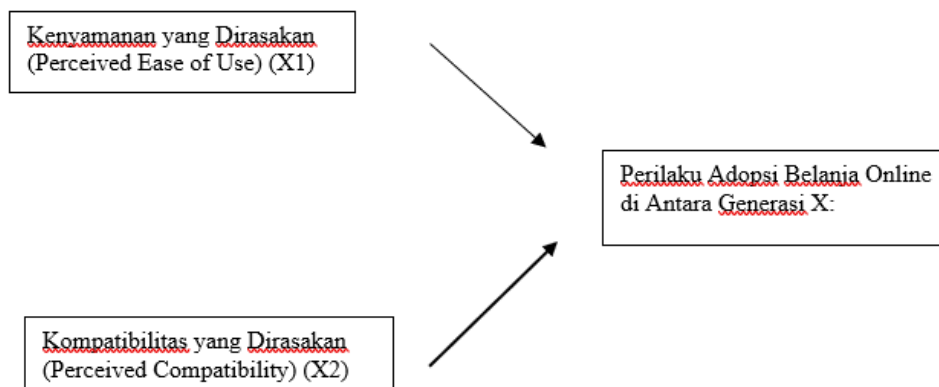 Kenyamanan yang Dirasakan
(Perceived Ease of Use) (X1)
Perilaku Adopsi Belanja Online
di Antara Generasi X:
Kompatibilitas yang Dirasakan
(Perceived Compatibility) (X2)